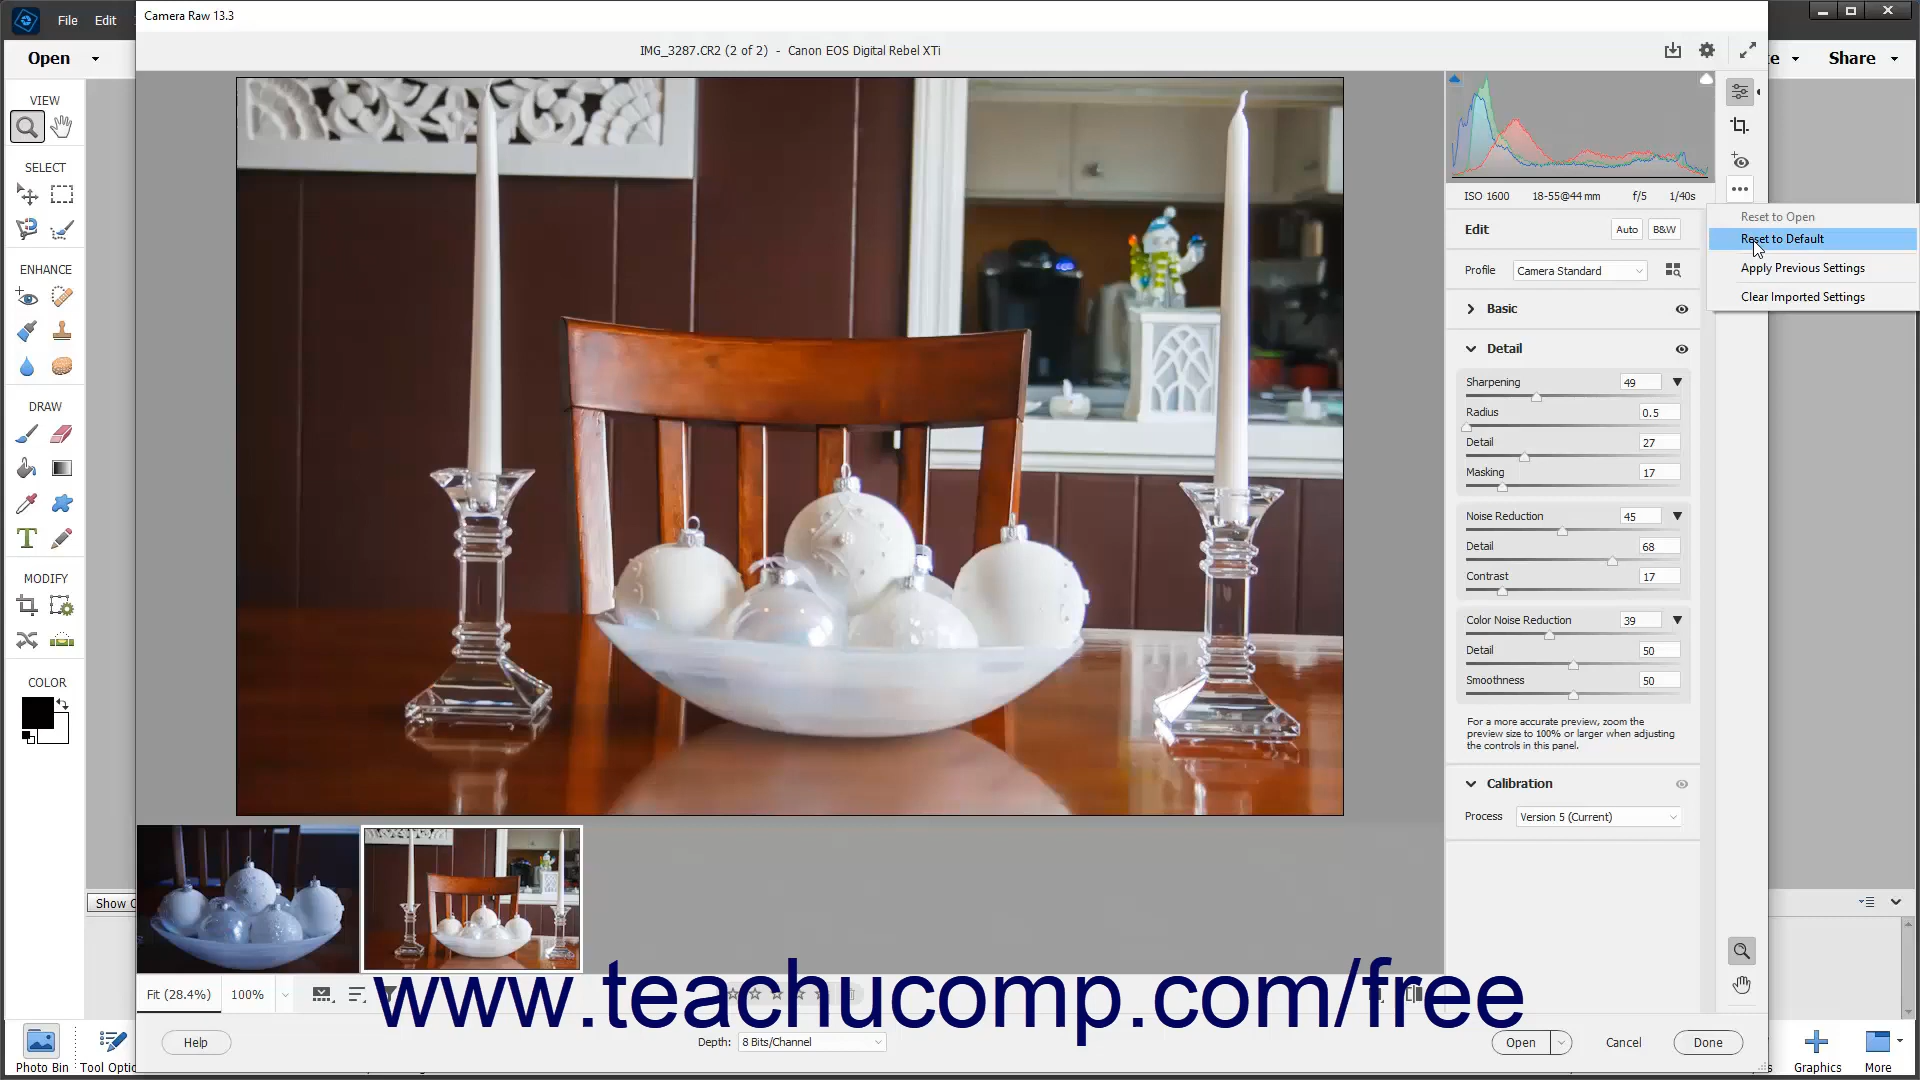 Camera Raw 13.3
File Edit
IMG_3287.CR2 (2 of 2) - Canon EOS Digital Rebel XTi
Open
Share
VIEW
SELECT
ENHANCE
DRAW
MODIFY
COLOR
ISO 1600 18-55@44 mm f/5 1/40s
Reset to Open
Reset to Default
Apply Previous Settings
Clear Imported Settings
Edit Auto B&W
Profile Camera Standard
Basic
Detail
Sharpening 49
Radius 0.5
Detail 27
Masking 17
Noise Reduction 45
Detail 68
Contrast 17
Color Noise Reduction 39
Detail 50
Smoothness 50
For a more accurate preview, zoom the
preview size to 100% or larger when adjusting
the controls in this panel.
Calibration
Process Version 5 (Current)
Show
Fit (28.4%) 100%
www.teachucomp.com/free
Help
Depth: 8 Bits/Channel
Open Cancel Done
Photo Bin Tool Optio
Graphics More